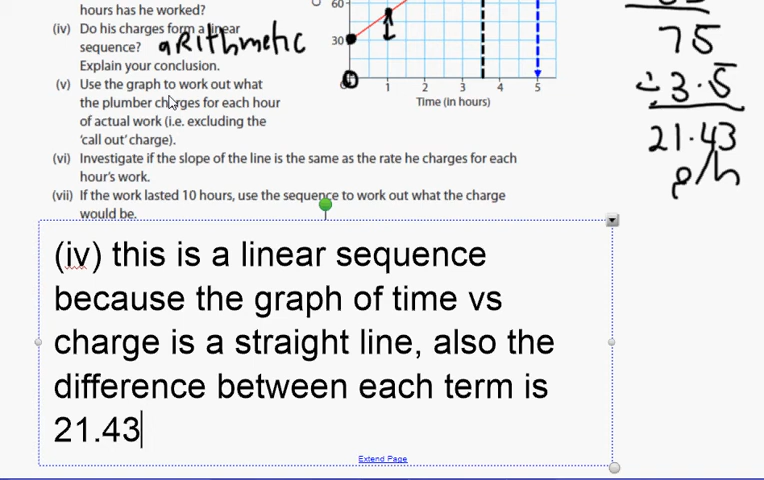 hours has he worked?
(iv) Do his charges form a linear
sequence? aRithmetic
Explain your conclusion.
(v) Use the graph to work out what
the plumber charges for each hour
of actual work (i.e. excluding the
'call out' charge).
(vi) Investigate if the slope of the line is the same as the rate he charges for each
hour's work.
(vii) If the work lasted 10 hours, use the sequence to work out what the charge
would be.
60
30
0
1 2 3 4 5
Time (in hours)
75
÷ 3.5
21.43
p/h
(iv) this is a linear sequence
because the graph of time vs
charge is a straight line, also the
difference between each term is
21.43
Extend Page